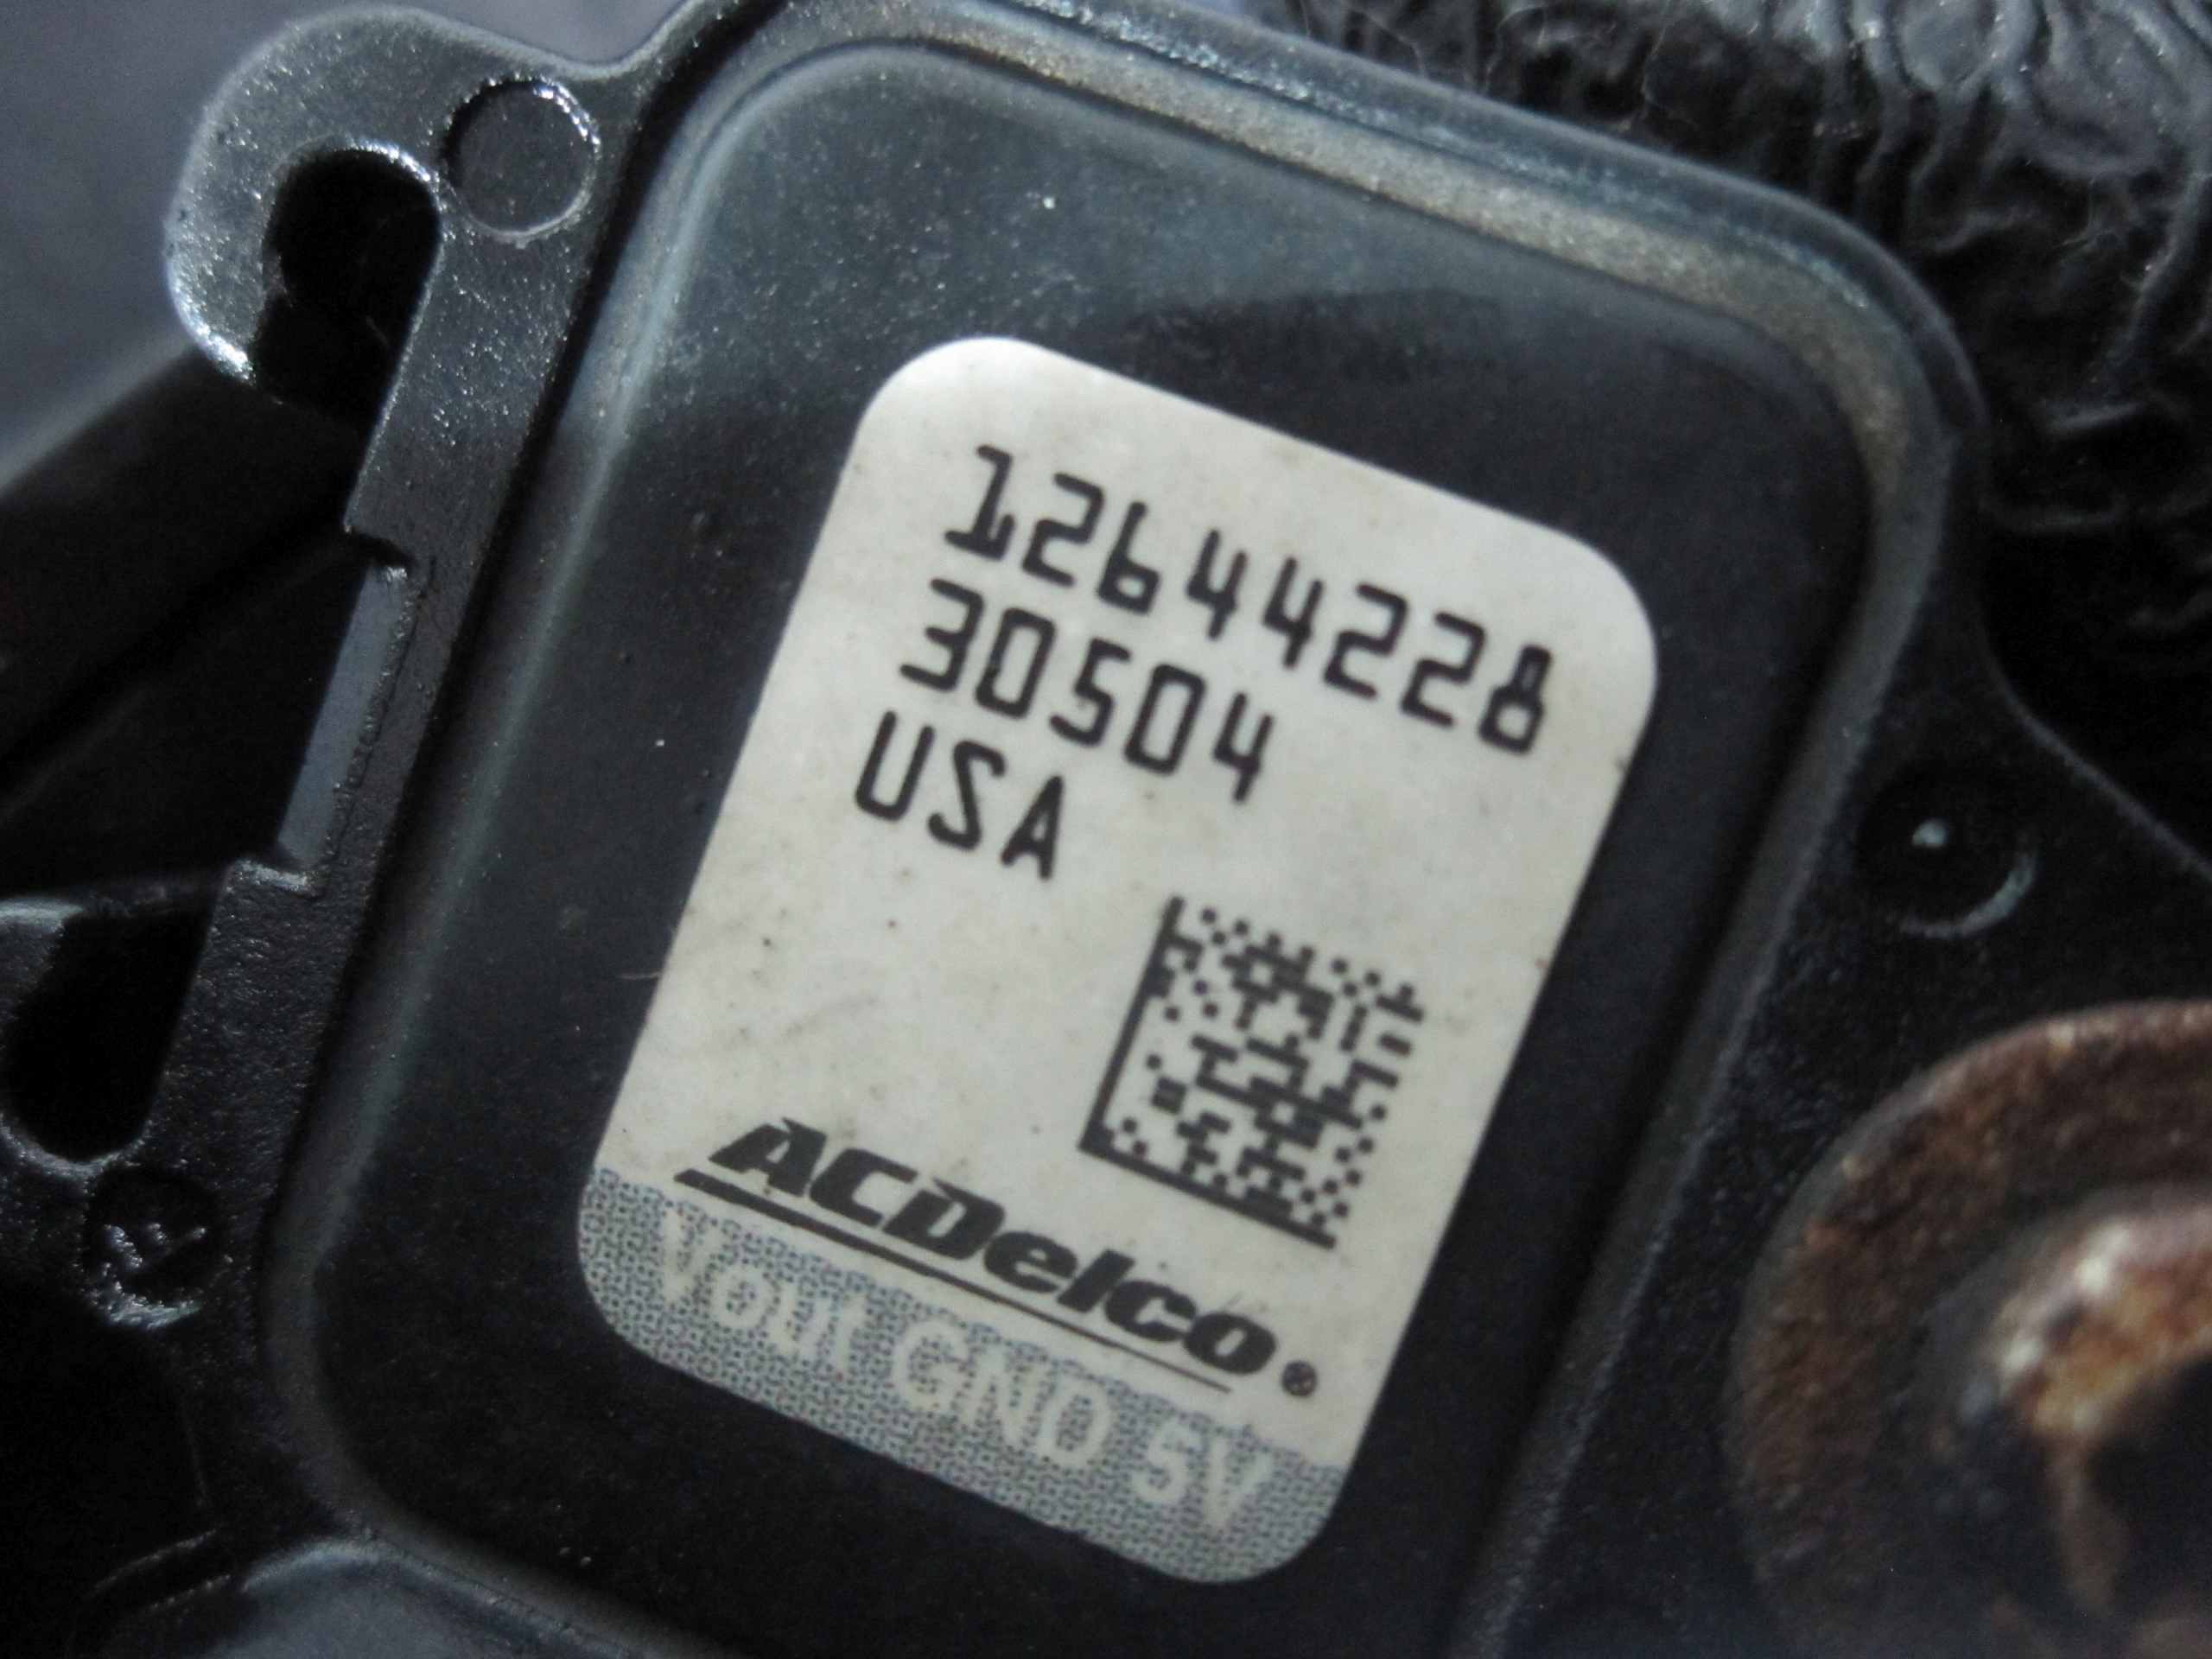 12644228
30504
USA
ACDelco®
Vout GND 5V